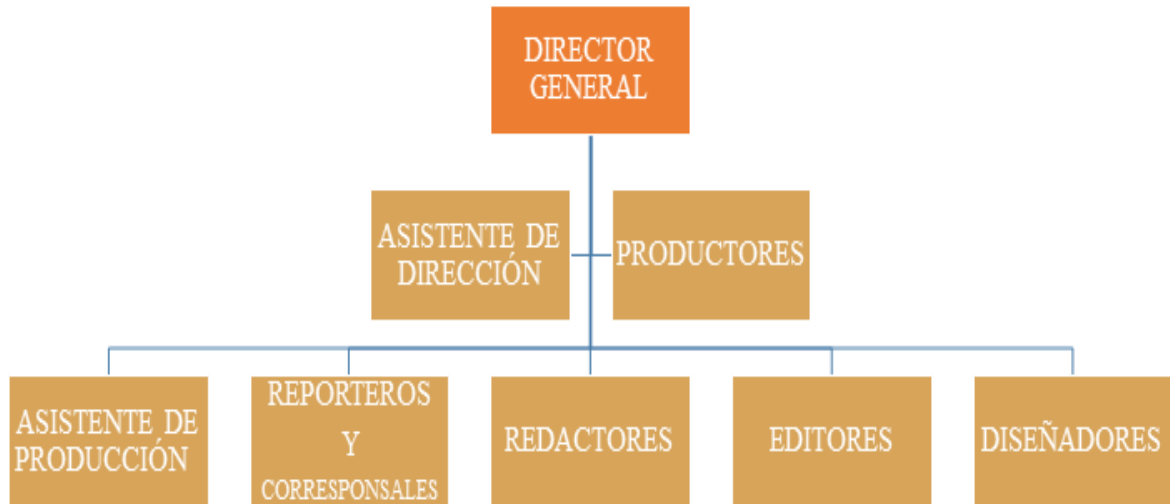 DIRECTOR
GENERAL
ASISTENTE DE
DIRECCIÓN
PRODUCTORES
ASISTENTE DE
PRODUCCIÓN
REPORTEROS
Y
CORRESPONSALES
REDACTORES
EDITORES
DISEÑADORES